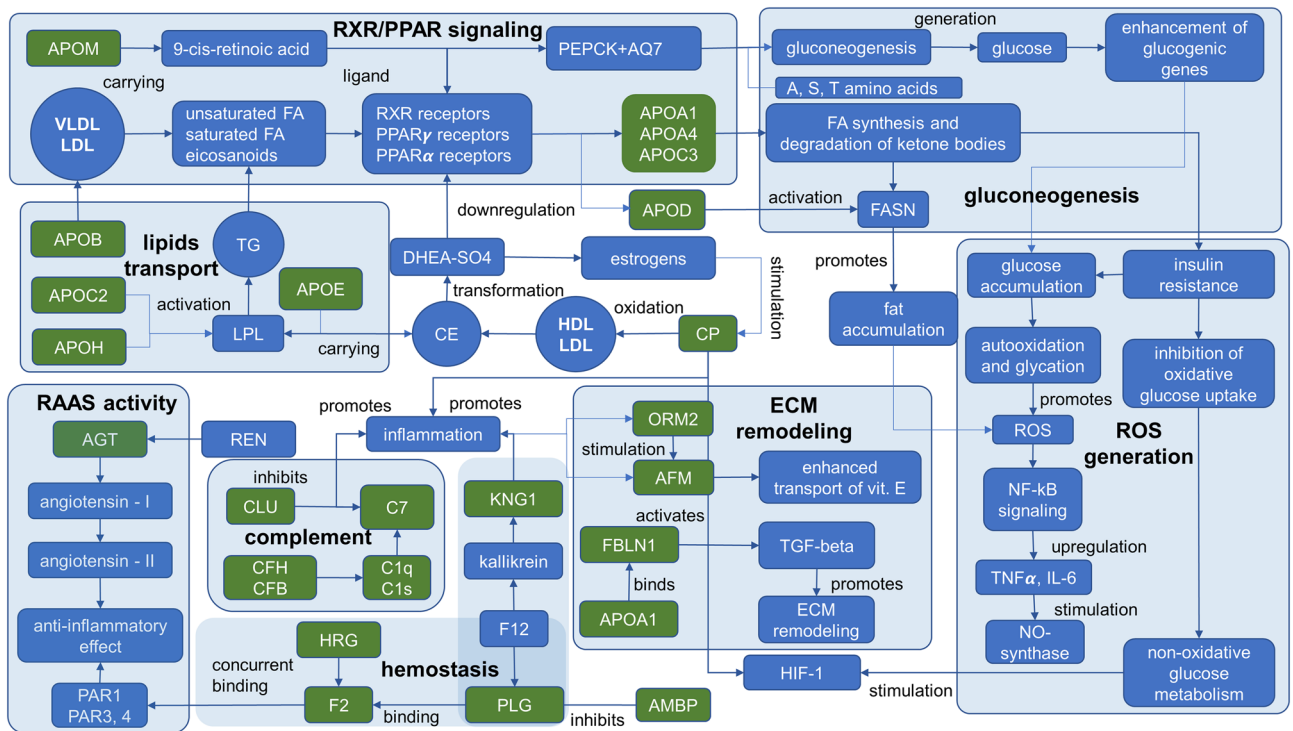 RXR/PPAR signaling
APOM
9-cis-retinoic acid
PEPCK+AQ7
carrying
ligand
VLDL
LDL
unsaturated FA
saturated FA
eicosanoids
RXR receptors
PPARγ receptors
PPARα receptors
APOA1
APOA4
APOC3
generation
gluconeogenesis
glucose
enhancement of
glucogenic
genes
A, S, T amino acids
FA synthesis and
degradation of ketone bodies
gluconeogenesis
activation
FASN
downregulation
APOD
APOB
lipids
transport
TG
APOC2
activation
APOE
APOH
LPL
carrying
DHEA-SO4
estrogens
transformation
oxidation
stimulation
CE
HDL
LDL
CP
promotes
fat
accumulation
glucose
accumulation
insulin
resistance
autooxidation
and glycation
inhibition of
oxidative
glucose uptake
promotes
ROS
ROS
generation
NF-kB
signaling
upregulation
TNFα, IL-6
stimulation
NO-
synthase
non-oxidative
glucose
metabolism
stimulation
HIF-1
RAAS activity
AGT
REN
angiotensin - I
angiotensin - II
anti-inflammatory
effect
PAR1
PAR3, 4
promotes
promotes
inflammation
inhibits
CLU
C7
complement
CFH
CFB
C1q
C1s
KNG1
kallikrein
F12
HRG
hemostasis
concurrent
binding
F2
binding
PLG
inhibits
AMBP
ECM
remodeling
ORM2
stimulation
AFM
enhanced
transport of vit. E
activates
FBLN1
TGF-beta
binds
promotes
APOA1
ECM
remodeling